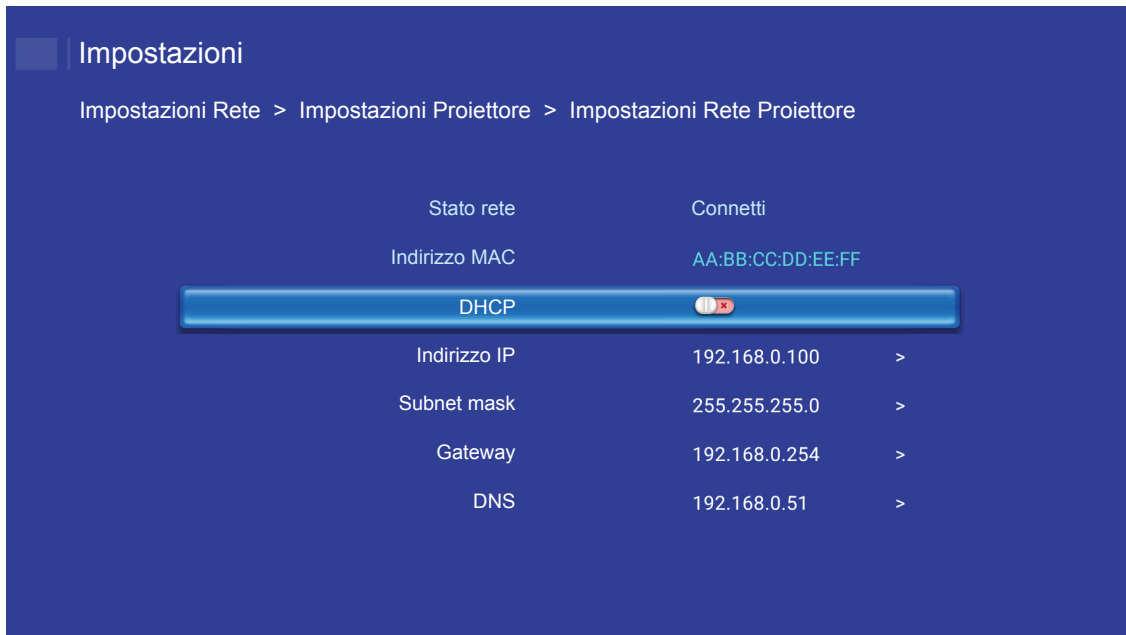 Impostazioni
Impostazioni Rete > Impostazioni Proiettore > Impostazioni Rete Proiettore
Stato rete Connetti
Indirizzo MAC AA:BB:CC:DD:EE:FF
DHCP
Indirizzo IP 192.168.0.100 >
Subnet mask 255.255.255.0 >
Gateway 192.168.0.254 >
DNS 192.168.0.51 >